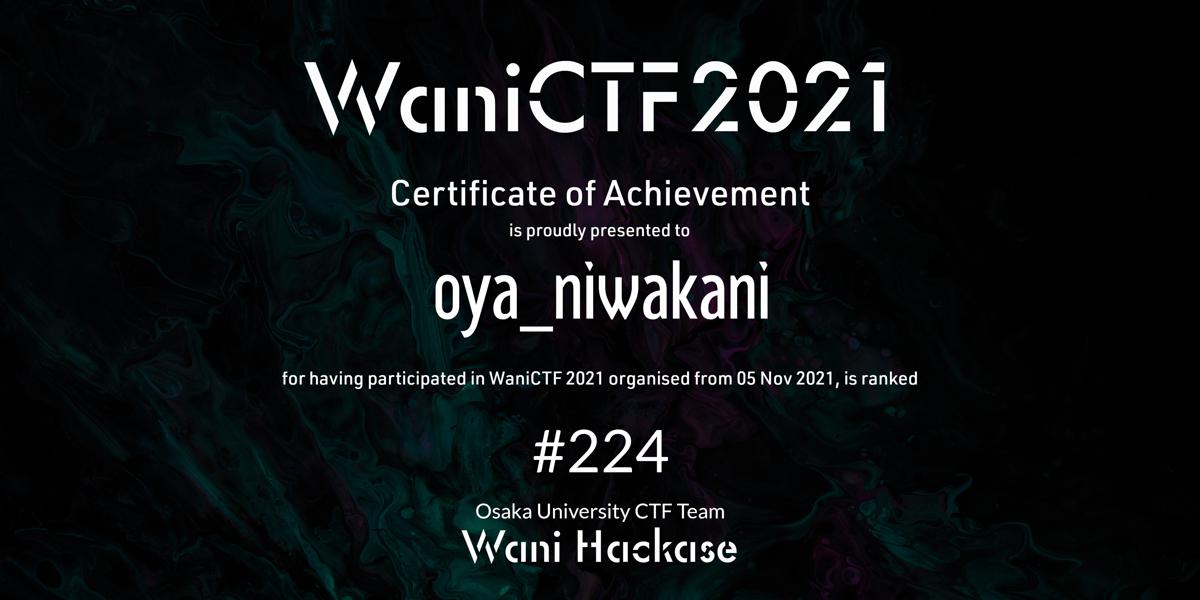 WaniCTF2021
Certificate of Achievement
is proudly presented to
oya_niwakani
for having participated in WaniCTF 2021 organised from 05 Nov 2021, is ranked
#224
Osaka University CTF Team
Wani Hackase